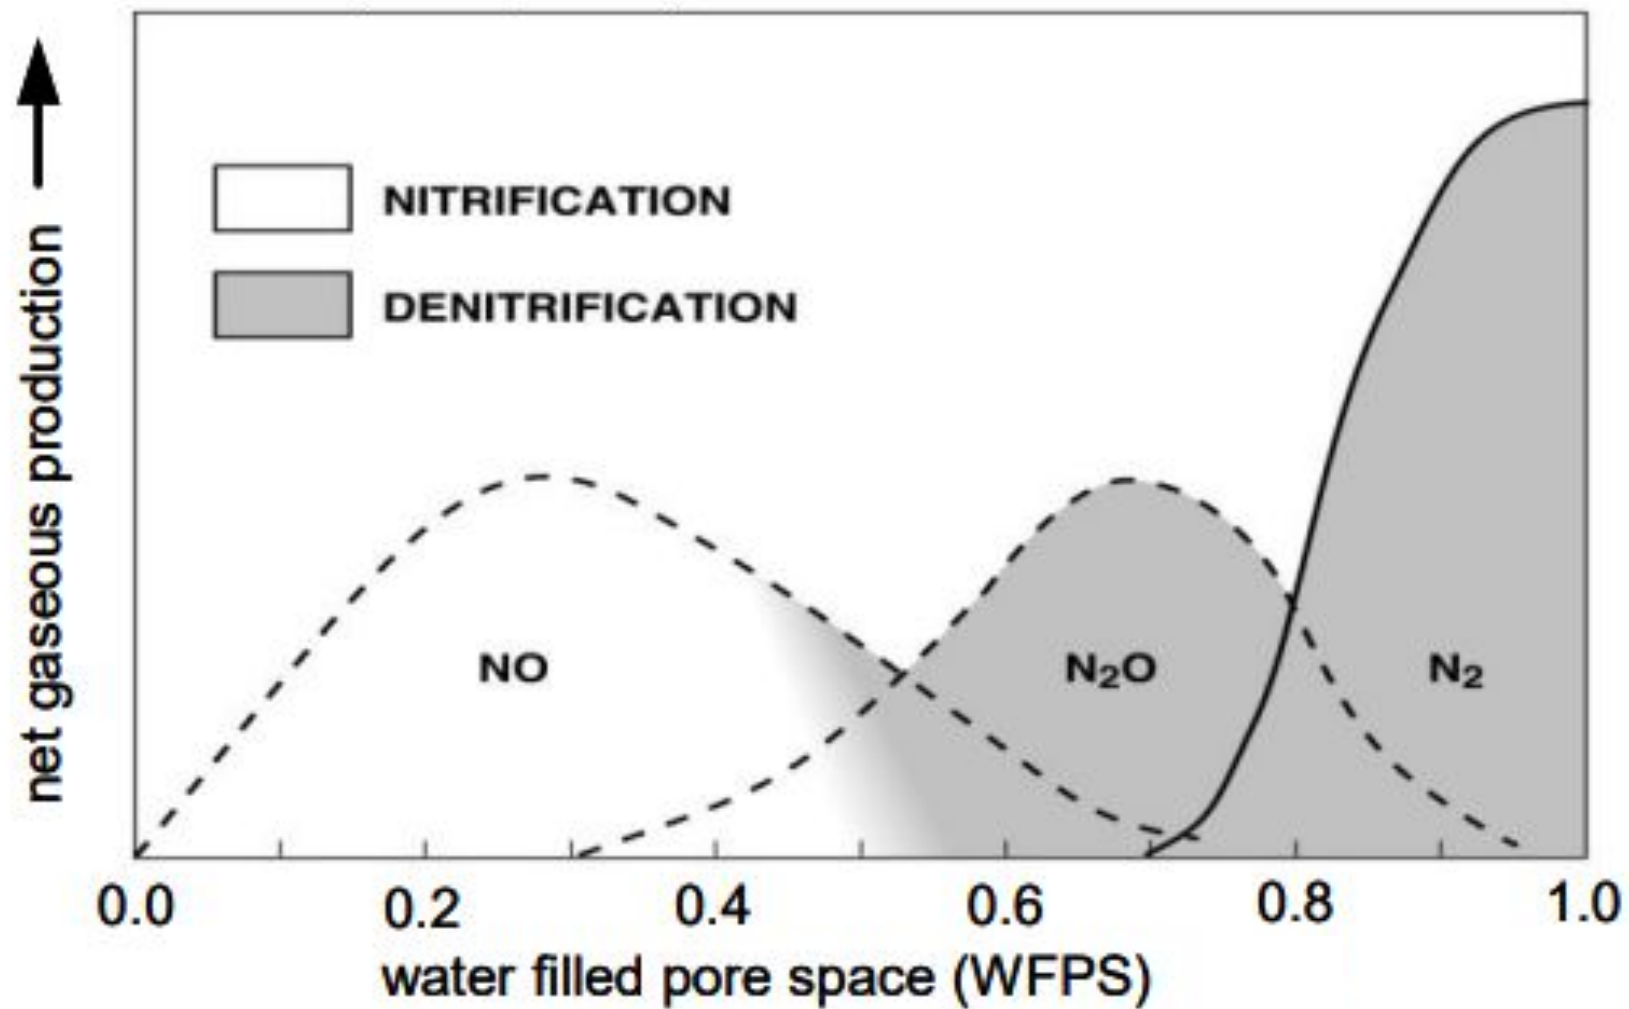 net gaseous production
NITRIFICATION
DENITRIFICATION
NO
N₂O
N₂
0.0
0.2
0.4
0.6
0.8
1.0
water filled pore space (WFPS)